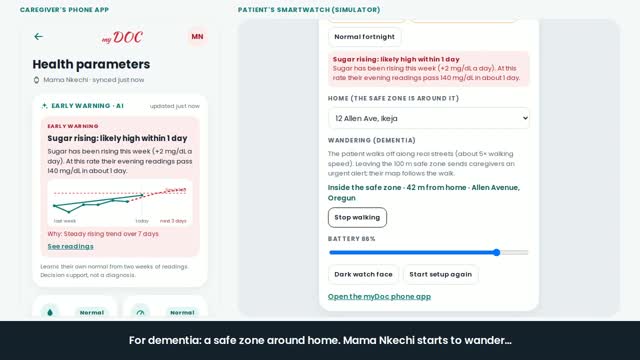 CAREGIVER'S PHONE APP
my DOC
MN
Health parameters
Mama Nkechi · synced just now
EARLY WARNING · AI
updated just now
EARLY WARNING
Sugar rising: likely high within 1 day
Sugar has been rising this week (+2 mg/dL a
day). At this rate their evening readings pass
140 mg/dL in about 1 day.
last week
today
next 3 days
Why: Steady rising trend over 7 days
See readings
Learns their own normal from two weeks of readings.
Decision support, not a diagnosis.
Normal
Normal
PATIENT'S SMARTWATCH (SIMULATOR)
Normal fortnight
Sugar rising: likely high within 1 day
Sugar has been rising this week (+2 mg/dL a day). At this
rate their evening readings pass 140 mg/dL in about 1 day.
HOME (THE SAFE ZONE IS AROUND IT)
12 Allen Ave, Ikeja
WANDERING (DEMENTIA)
The patient walks off along real streets (about 5× walking
speed). Leaving the 100 m safe zone sends caregivers an
urgent alert; their map follows the walk.
Inside the safe zone · 42 m from home · Allen Avenue,
Oregun
Stop walking
BATTERY 86%
Dark watch face
Start setup again
Open the myDoc phone app
For dementia: a safe zone around home. Mama Nkechi starts to wander...